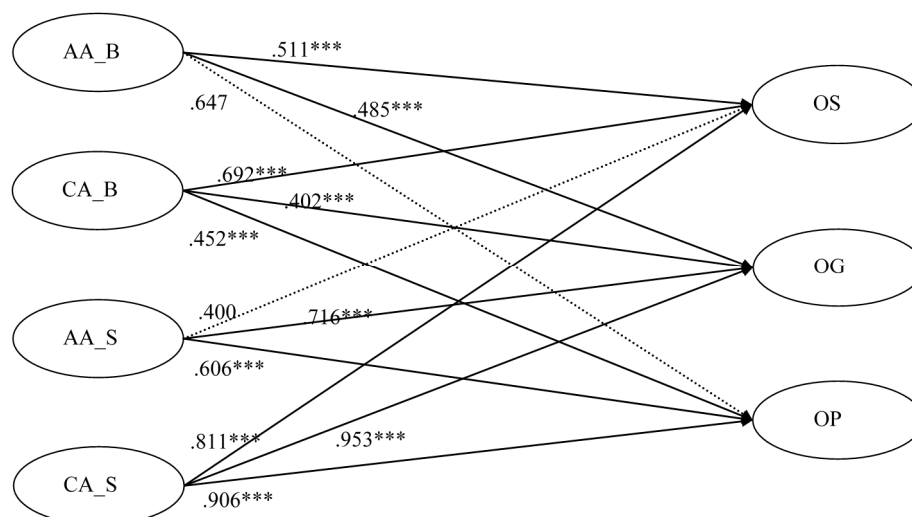 AA_B
.511***
OS
.647
.485***
CA_B
.692***
.402***
.452***
OG
AA_S
.400
.716***
.606***
OP
.811***
.953***
CA_S
.906***